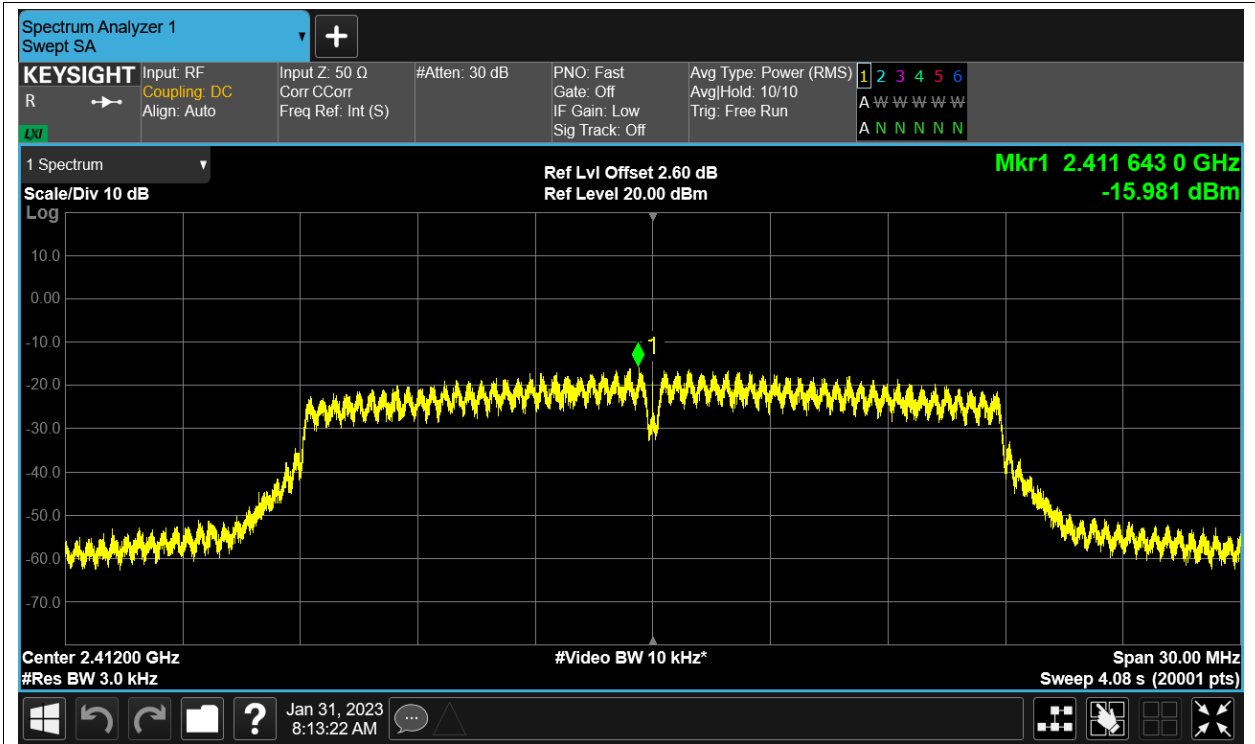 Spectrum Analyzer 1
Swept SA
+
KEYSIGHT
R
LXI
Input: RF
Coupling: DC
Align: Auto
Input Z: 50 Ω
Corr CCorr
Freq Ref: Int (S)
#Atten: 30 dB
PNO: Fast
Gate: Off
IF Gain: Low
Sig Track: Off
Avg Type: Power (RMS)
Avg|Hold: 10/10
Trig: Free Run
1 2 3 4 5 6
A W W W W W
A N N N N N
1 Spectrum
Scale/Div 10 dB
Log
Ref Lvl Offset 2.60 dB
Ref Level 20.00 dBm
Mkr1 2.411 643 0 GHz
-15.981 dBm
10.0
0.00
-10.0
1
-20.0
-30.0
-40.0
-50.0
-60.0
-70.0
Center 2.41200 GHz
#Res BW 3.0 kHz
#Video BW 10 kHz*
Span 30.00 MHz
Sweep 4.08 s (20001 pts)
?
Jan 31, 2023
8:13:22 AM